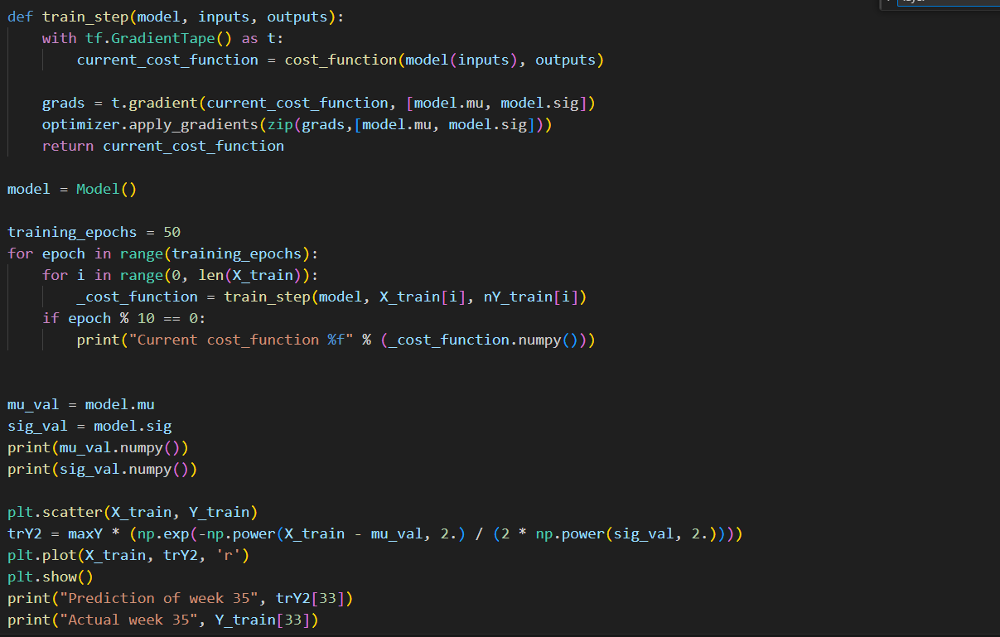 def train_step(model, inputs, outputs):
    with tf.GradientTape() as t:
        current_cost_function = cost_function(model(inputs), outputs)

    grads = t.gradient(current_cost_function, [model.mu, model.sig])
    optimizer.apply_gradients(zip(grads,[model.mu, model.sig]))
    return current_cost_function

model = Model()

training_epochs = 50
for epoch in range(training_epochs):
    for i in range(0, len(X_train)):
        _cost_function = train_step(model, X_train[i], nY_train[i])
    if epoch % 10 == 0:
        print("Current cost_function %f" % (_cost_function.numpy()))


mu_val = model.mu
sig_val = model.sig
print(mu_val.numpy())
print(sig_val.numpy())

plt.scatter(X_train, Y_train)
trY2 = maxY * (np.exp(-np.power(X_train - mu_val, 2.) / (2 * np.power(sig_val, 2.))))
plt.plot(X_train, trY2, 'r')
plt.show()
print("Prediction of week 35", trY2[33])
print("Actual week 35", Y_train[33])